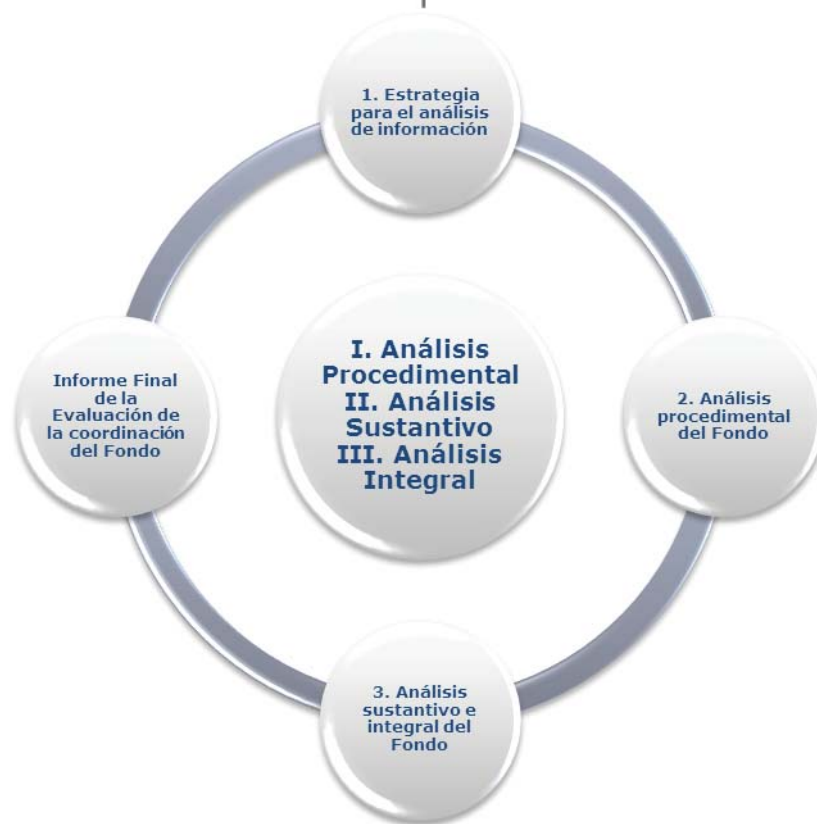 1. Estrategia
para el análisis
de información
I. Análisis
Procedimental
II. Análisis
Sustantivo
III. Análisis
Integral
Informe Final
de la
Evaluación de
la coordinación
del Fondo
2. Análisis
procedimental
del Fondo
3. Análisis
sustantivo e
integral del
Fondo